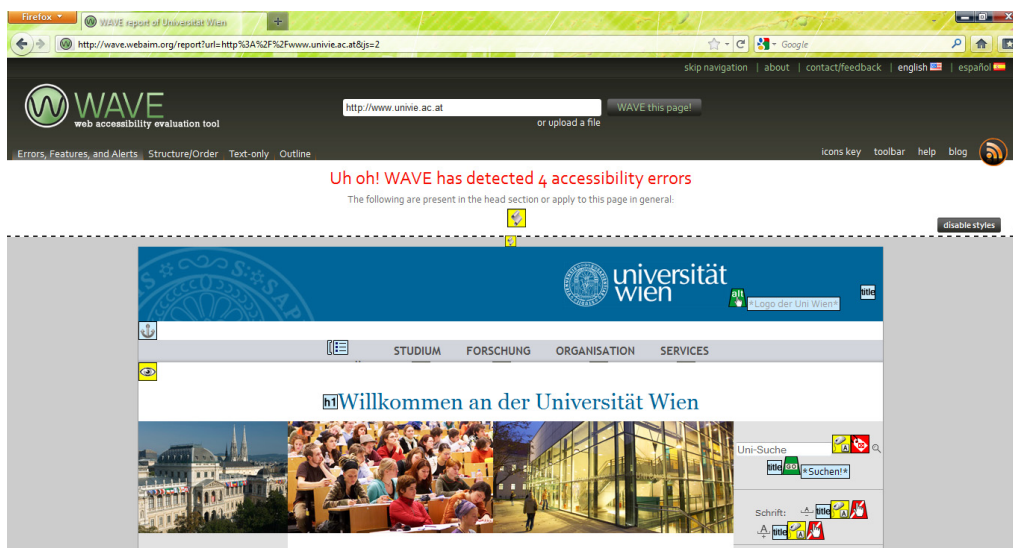 Firefox
WAVE report of Universität Wien
http://wave.webaim.org/report?url=http%3A%2F%2Fwww.univie.ac.at&js=2
Google
skip navigation | about | contact/feedback | english | español
WAVE
web accessibility evaluation tool
http://www.univie.ac.at
WAVE this page!
or upload a file
Errors, Features, and Alerts Structure/Order Text-only Outline
icons key toolbar help blog
Uh oh! WAVE has detected 4 accessibility errors
The following are present in the head section or apply to this page in general:
disable styles
universität
wien
alt
*Logo der Uni Wien*
title
STUDIUM FORSCHUNG ORGANISATION SERVICES
h1 Willkommen an der Universität Wien
Uni-Suche
title GO *Suchen!*
Schrift: A title A
A title A